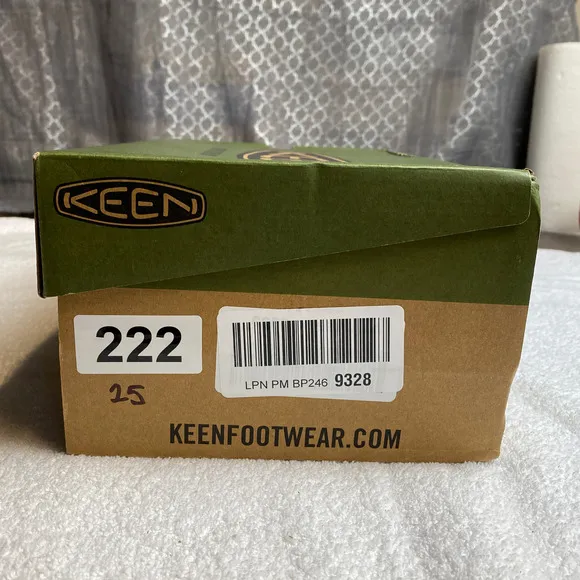 KEEN
222
25
LPN PM BP246 9328
KEENFOOTWEAR.COM